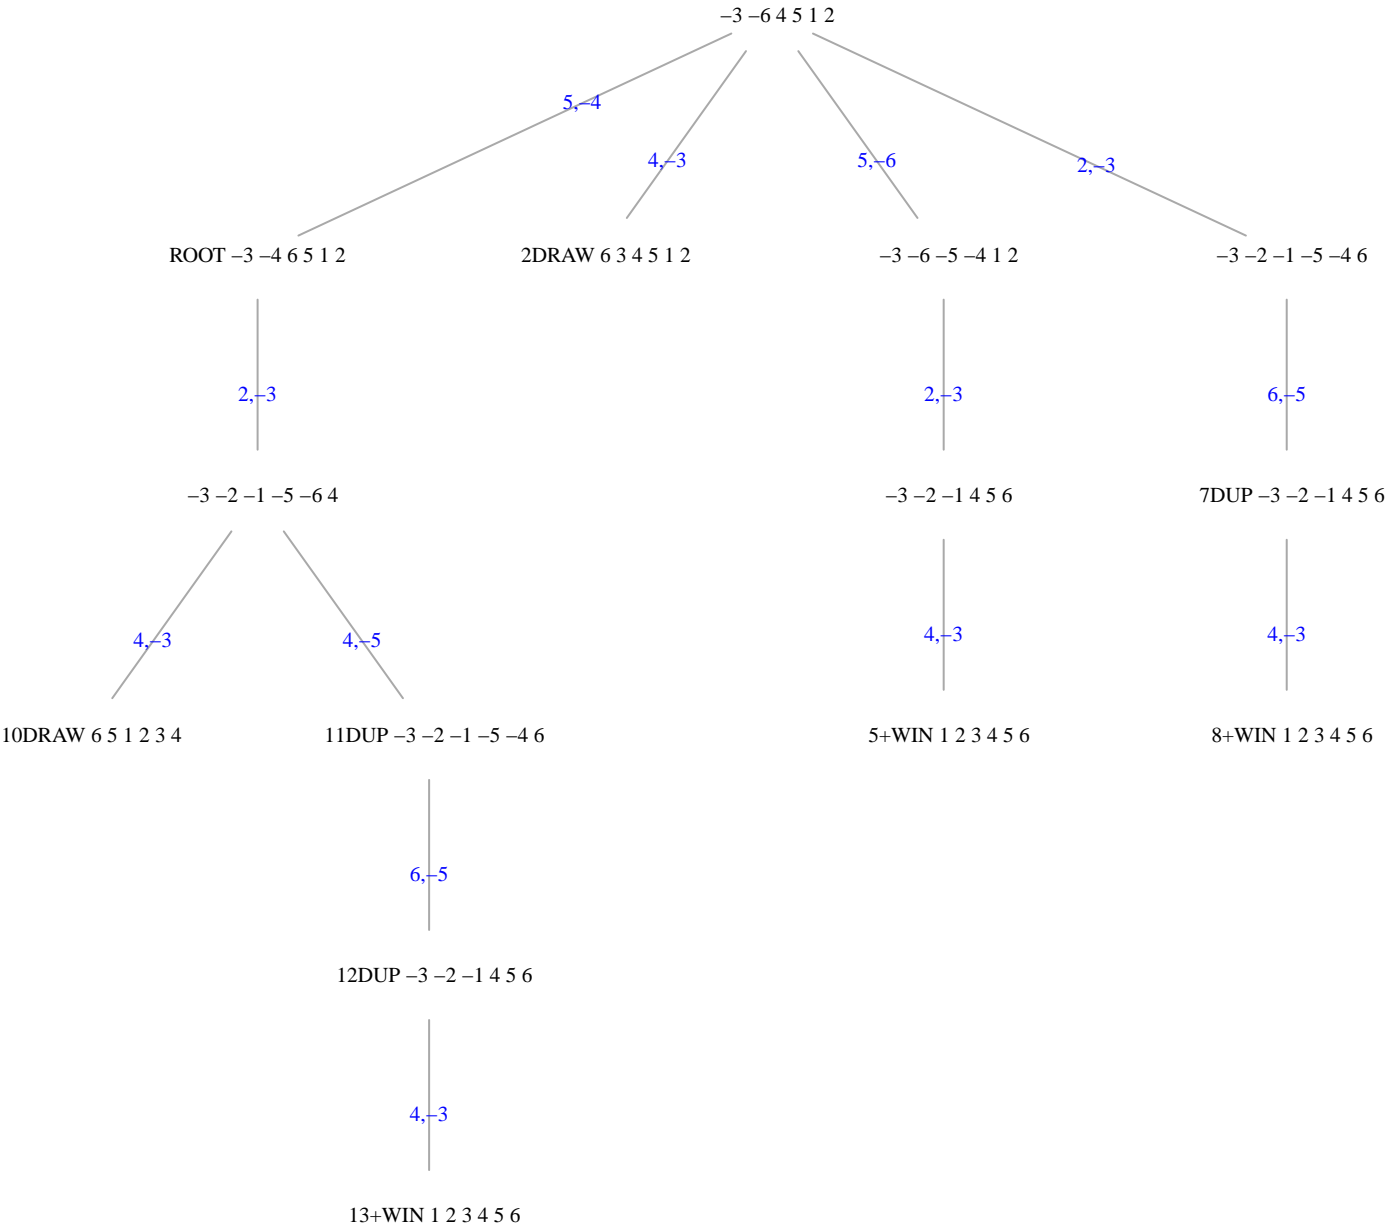 −3 −6 4 5 1 2
5,−4
4,−3
5,−6
2,−3
ROOT −3 −4 6 5 1 2
2DRAW 6 3 4 5 1 2
−3 −6 −5 −4 1 2
−3 −2 −1 −5 −4 6
2,−3
2,−3
6,−5
−3 −2 −1 −5 −6 4
−3 −2 −1 4 5 6
7DUP −3 −2 −1 4 5 6
4,−3
4,−5
4,−3
4,−3
10DRAW 6 5 1 2 3 4
11DUP −3 −2 −1 −5 −4 6
5+WIN 1 2 3 4 5 6
8+WIN 1 2 3 4 5 6
6,−5
12DUP −3 −2 −1 4 5 6
4,−3
13+WIN 1 2 3 4 5 6